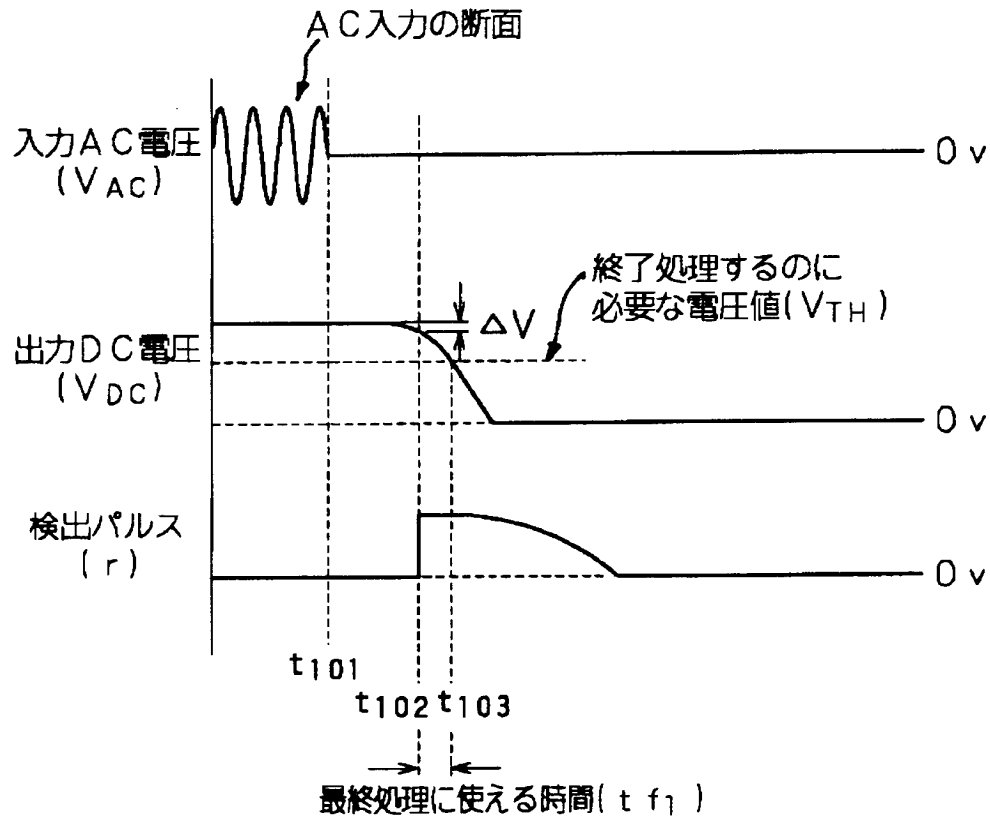 AC入力の断面
入力AC電圧
(VAC)
0v
終了処理するのに
必要な電圧値(VTH)
ΔV
出力DC電圧
(VDC)
0v
検出パルス
(r)
0v
t101
t102 t103
最終処理に使える時間(tf1)